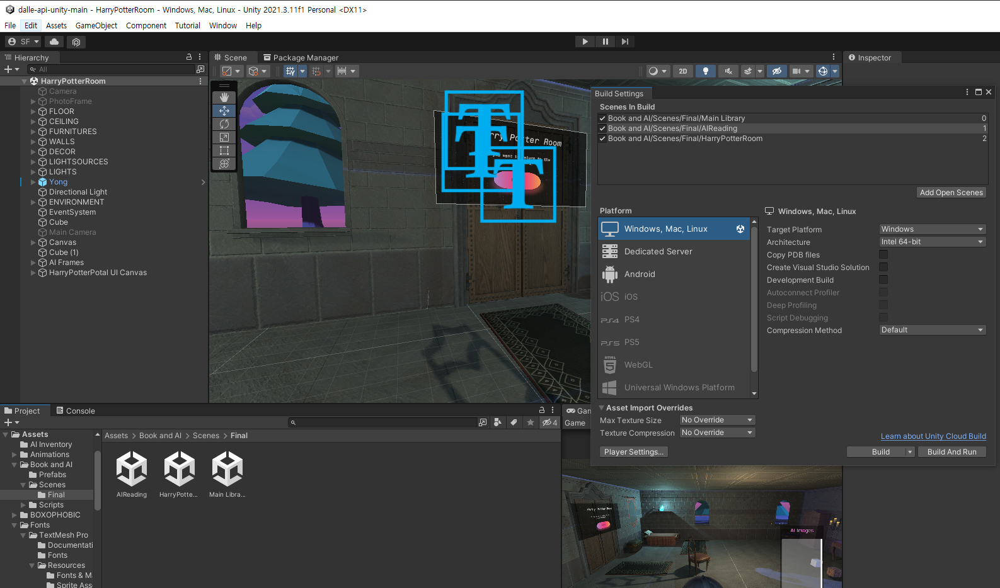 dalle-api-unity-main - HarryPotterRoom - Windows, Mac, Linux - Unity 2021.3.11f1 Personal <DX11>
File Edit Assets GameObject Component Tutorial Window Help
SF
Hierarchy
All
HarryPotterRoom
Camera
PhotoFrame
FLOOR
CEILING
FURNITURES
WALLS
DECOR
LIGHTSOURCES
LIGHTS
Yong
Directional Light
ENVIRONMENT
EventSystem
Cube
Main Camera
Canvas
Cube (1)
AI Frames
HarryPotterPotal UI Canvas
Scene
Package Manager
2D
Potter Room
return to the
Inspector
Build Settings
Scenes In Build
Book and AI/Scenes/Final/Main Library 0
Book and AI/Scenes/Final/AIReading 1
Book and AI/Scenes/Final/HarryPotterRoom 2
Add Open Scenes
Platform
Windows, Mac, Linux
Dedicated Server
Android
iOS iOS
PS4 PS4
PS5 PS5
HTML 5 WebGL
Universal Windows Platform
Windows, Mac, Linux
Target Platform Windows
Architecture Intel 64-bit
Copy PDB files
Create Visual Studio Solution
Development Build
Autoconnect Profiler
Deep Profiling
Script Debugging
Compression Method Default
Asset Import Overrides
Max Texture Size No Override
Texture Compression No Override
Learn about Unity Cloud Build
Player Settings...
Build
Build And Run
Project
Console
4
Assets
AI Inventory
Animations
Book and AI
Prefabs
Scenes
Final
Scripts
BOXOPHOBIC
Fonts
TextMesh Pro
Documentati
Fonts
Resources
Fonts & M
Sprite Ass
Assets > Book and AI > Scenes > Final
AIReading
HarryPotte...
Main Libra...
Gan
Game
Harry Potter Room
AI Images